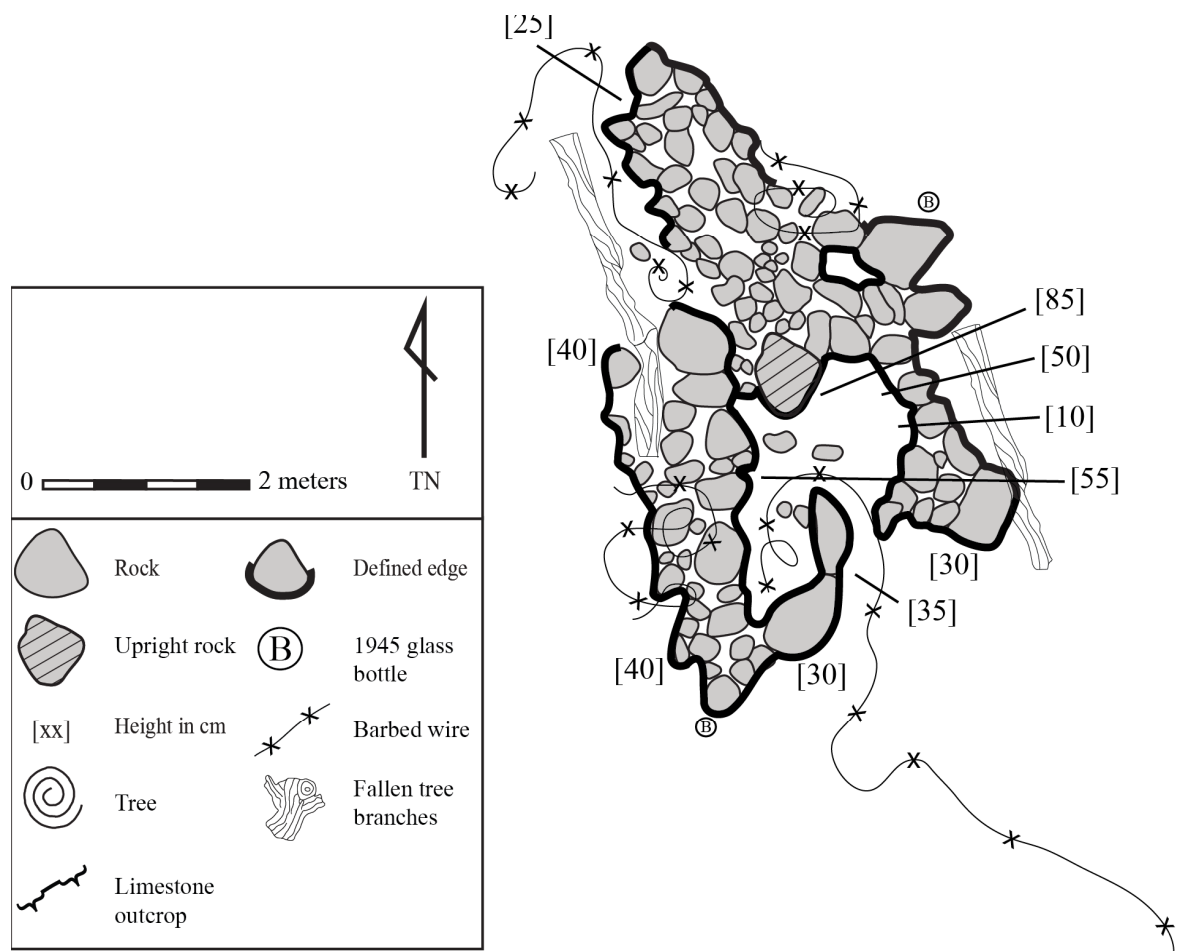 [25]
B
[85]
[40]
[50]
[10]
[55]
0
2 meters
TN
[30]
[35]
[40]
[30]
B
Rock
Defined edge
Upright rock
B
1945 glass
bottle
[xx]
Height in cm
Barbed wire
Tree
Fallen tree
branches
Limestone
outcrop